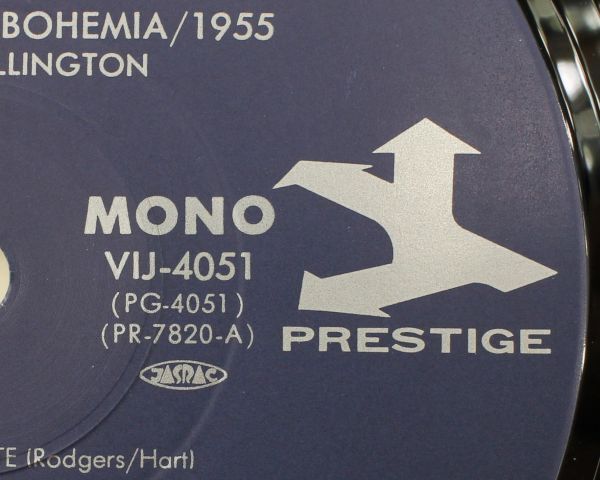 BOHEMIA/1955
LLINGTON
MONO
VIJ-4051
(PG-4051)
(PR-7820-A)
PRESTIGE
JASRAC
TE (Rodgers/Hart)